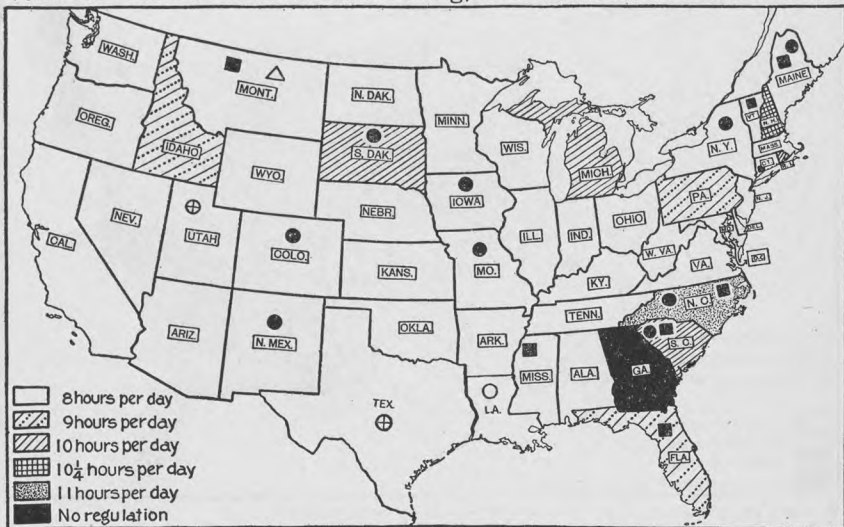 WASH.
MONT.
N. DAK.
MINN.
MAINE
OREG.
IDAHO
S. DAK.
WIS.
MICH.
VT.
N. H.
N. Y.
MASS.
WYO.
IOWA
PA.
N. J.
NEV.
UTAH
NEBR.
ILL.
IND.
OHIO
W. VA.
VA.
CAL.
COLO.
KANS.
MO.
KY.
ARIZ.
N. MEX.
OKLA.
ARK.
TENN.
N. C.
S. C.
TEX.
LA.
MISS.
ALA.
GA.
FLA.
8 hours per day
9 hours per day
10 hours per day
10 1/4 hours per day
11 hours per day
No regulation